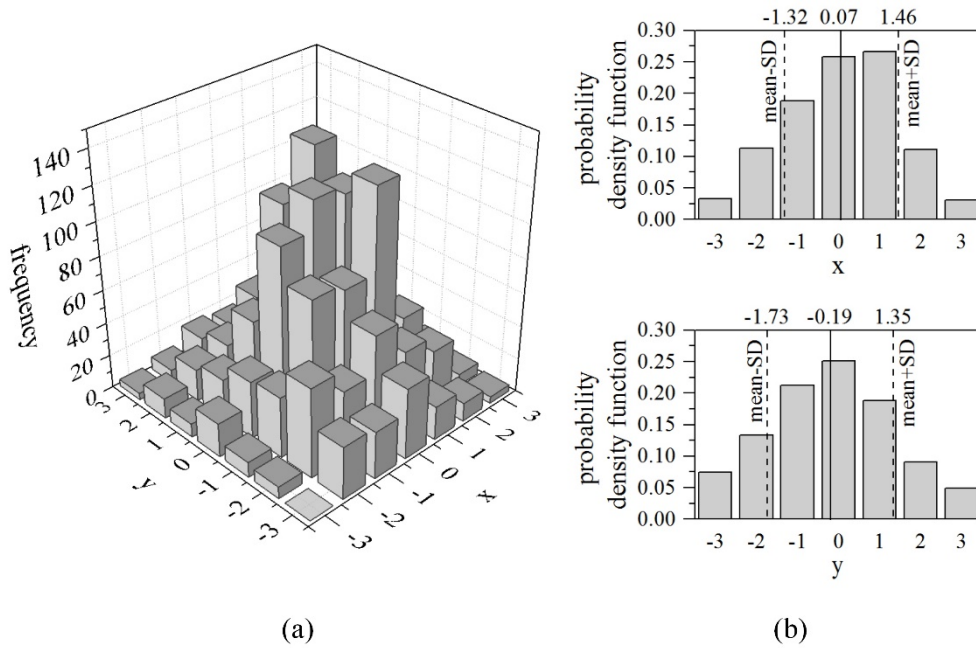 140
120
100
80
60
40
20
0
frequency
3
2
1
0
-1
-2
-3
y
-3
-2
-1
0
1
2
3
x
(a)
-1.32 0.07 1.46
0.30
0.25
0.20
0.15
0.10
0.05
0.00
probability
density function
mean-SD
mean+SD
-3 -2 -1 0 1 2 3
x
-1.73 -0.19 1.35
0.30
0.25
0.20
0.15
0.10
0.05
0.00
probability
density function
mean-SD
mean+SD
-3 -2 -1 0 1 2 3
y
(b)